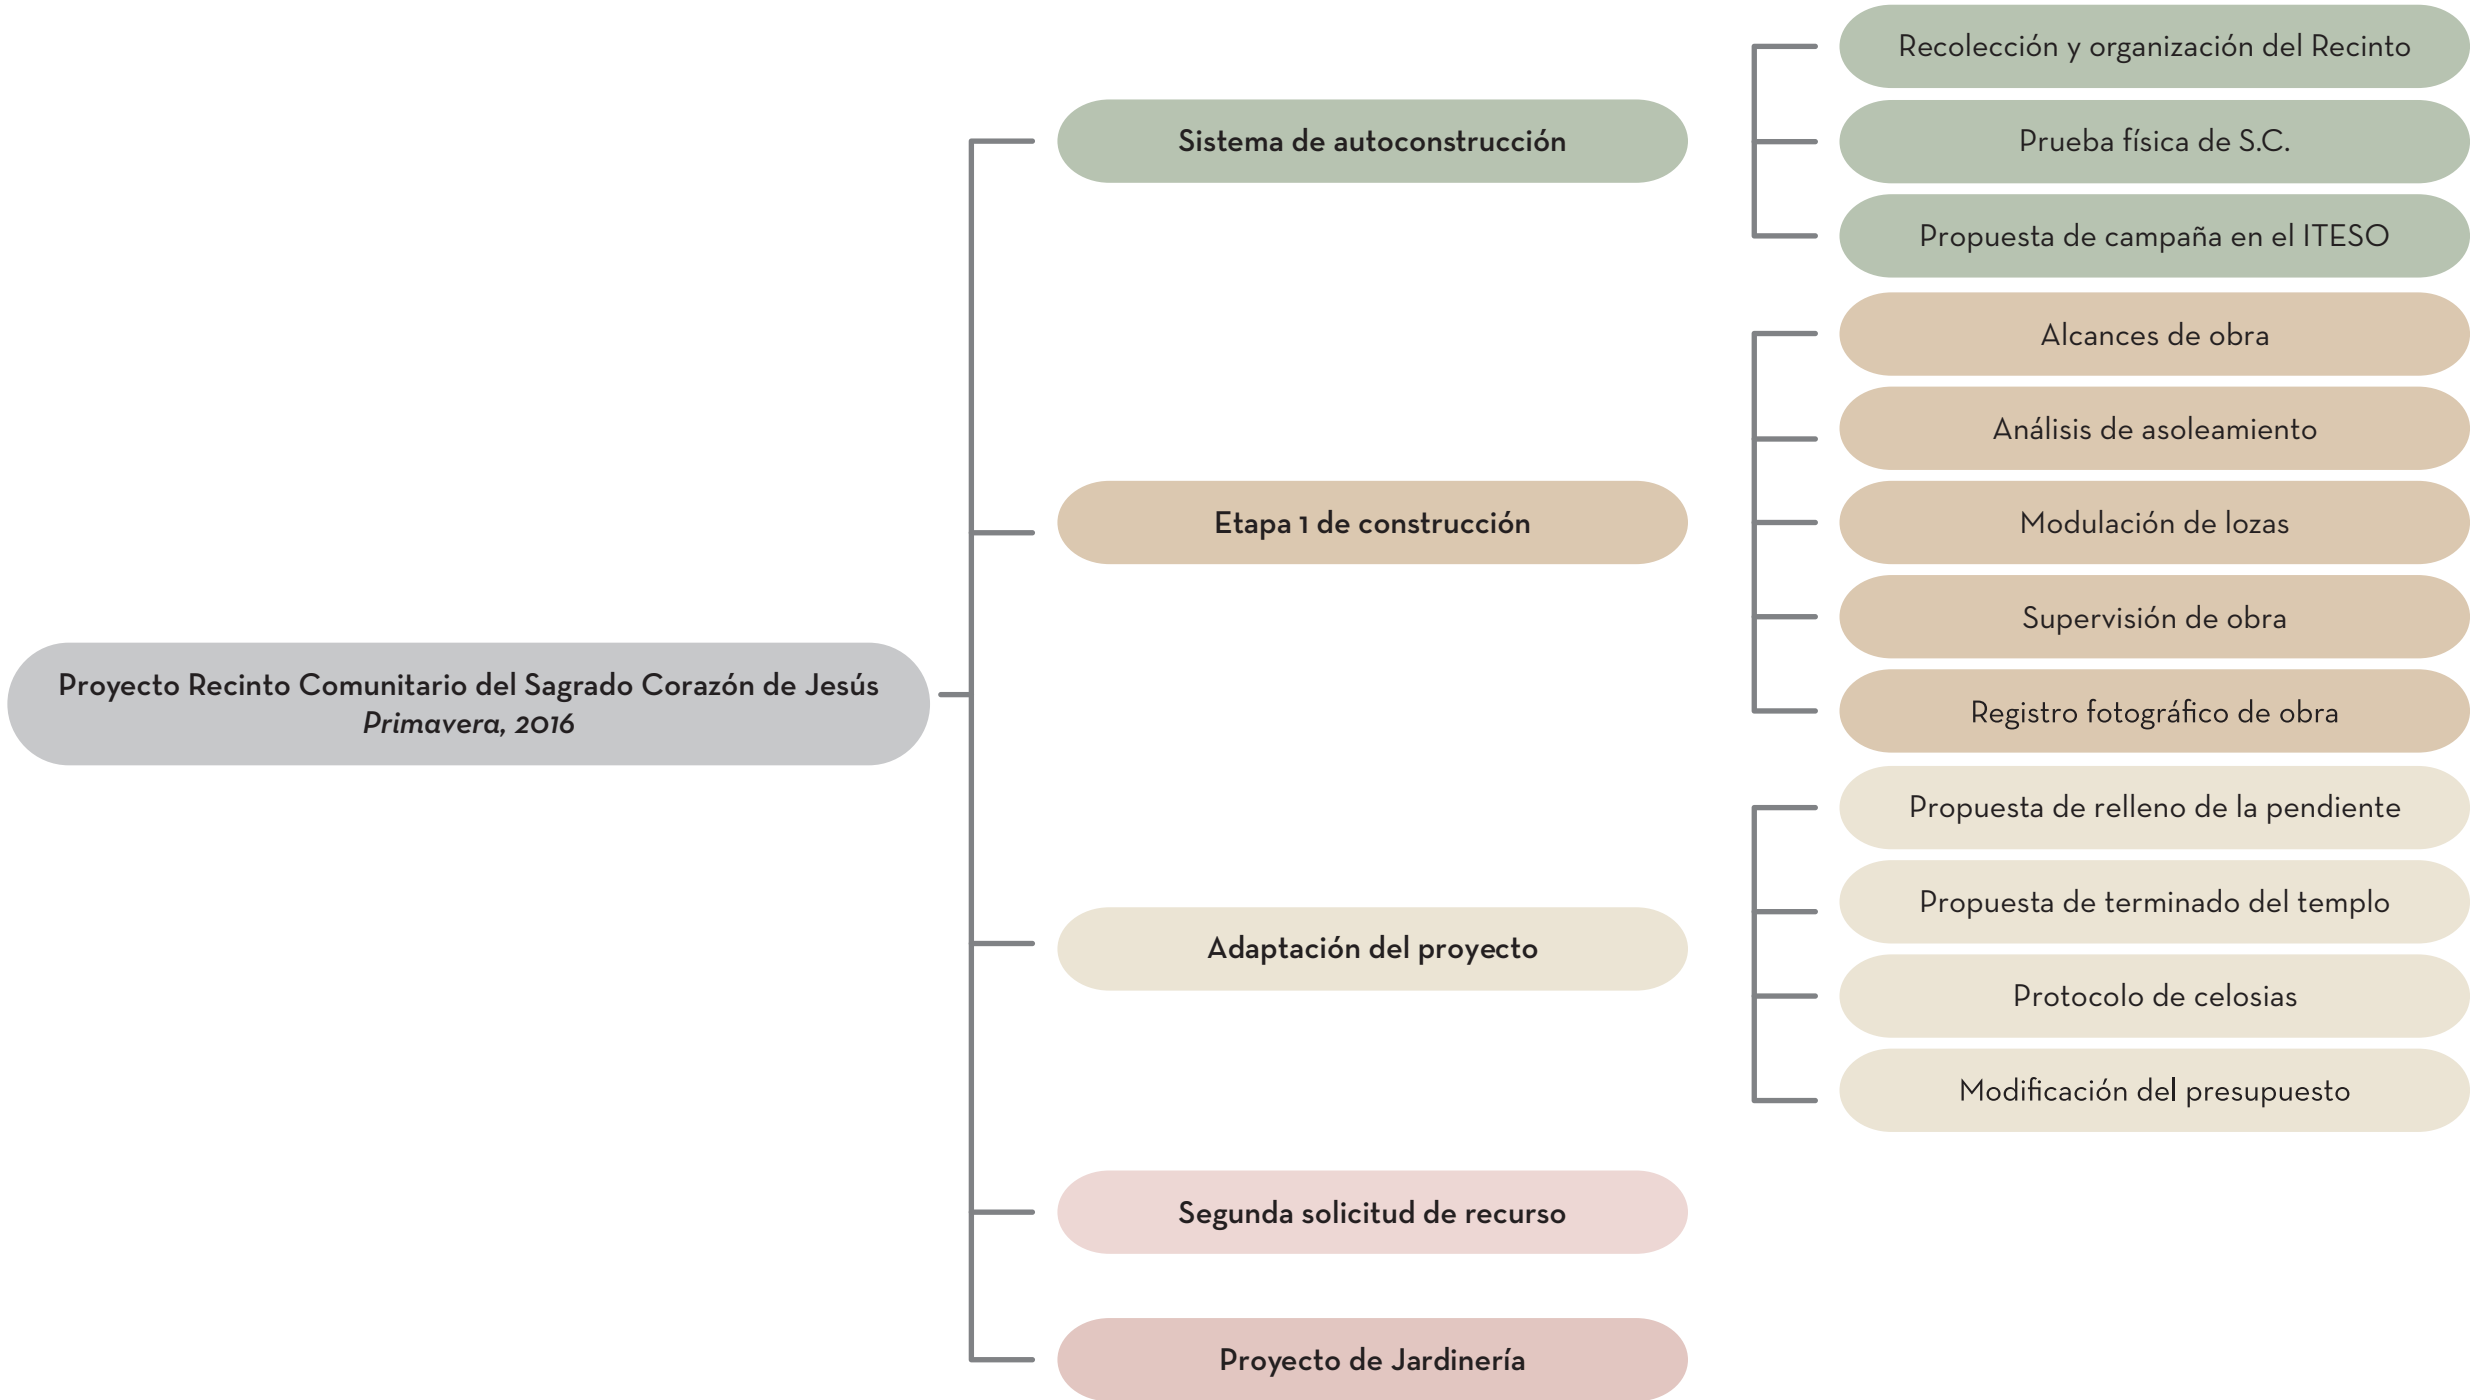 Proyecto Recinto Comunitario del Sagrado Corazón de Jesús
Primavera, 2016
Sistema de autoconstrucción
Recolección y organización del Recinto
Prueba física de S.C.
Propuesta de campaña en el ITESO
Etapa 1 de construcción
Alcances de obra
Análisis de asoleamiento
Modulación de lozas
Supervisión de obra
Registro fotográfico de obra
Adaptación del proyecto
Propuesta de relleno de la pendiente
Propuesta de terminado del templo
Protocolo de celosias
Modificación del presupuesto
Segunda solicitud de recurso
Proyecto de Jardinería